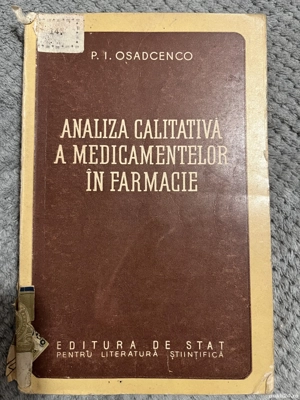 P. I. OSADCENCO
ANALIZA CALITATIVĂ
A MEDICAMENTELOR
ÎN FARMACIE
EDITURA DE STAT
PENTRU LITERATURĂ ȘTIINȚIFICĂ